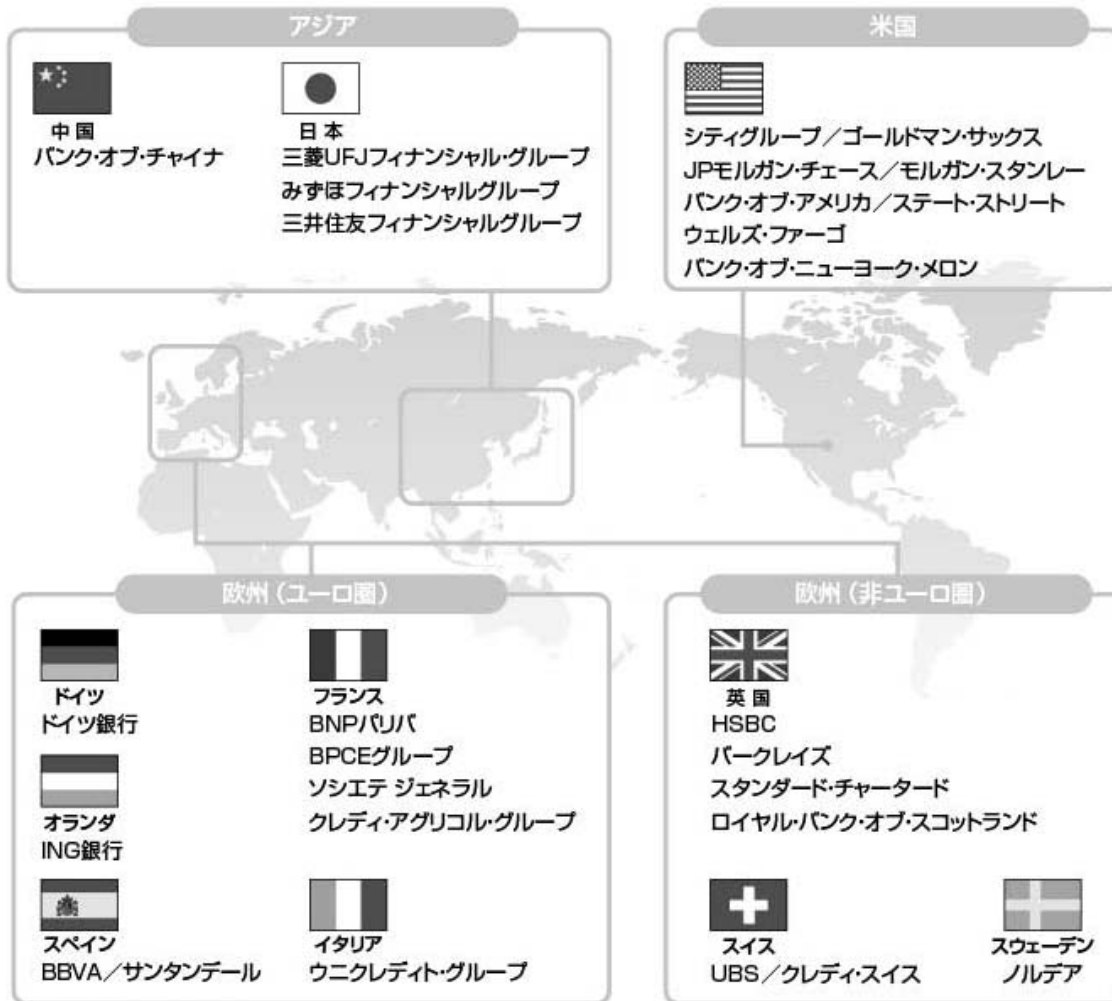 アジア
中国
バンク・オブ・チャイナ
日本
三菱UFJフィナンシャル・グループ
みずほフィナンシャルグループ
三井住友フィナンシャルグループ
米国
シティグループ／ゴールドマン・サックス
JPモルガン・チェース／モルガン・スタンレー
バンク・オブ・アメリカ／ステート・ストリート
ウェルズ・ファーゴ
バンク・オブ・ニューヨーク・メロン
欧州（ユーロ圏）
ドイツ
ドイツ銀行
オランダ
ING銀行
スペイン
BBVA／サンタンデール
フランス
BNPパリバ
BPCEグループ
ソシエテ ジェネラル
クレディ・アグリコル・グループ
イタリア
ウニクレディト・グループ
欧州（非ユーロ圏）
英国
HSBC
バークレイズ
スタンダード・チャータード
ロイヤル・バンク・オブ・スコットランド
スイス
UBS／クレディ・スイス
スウェーデン
ノルデア